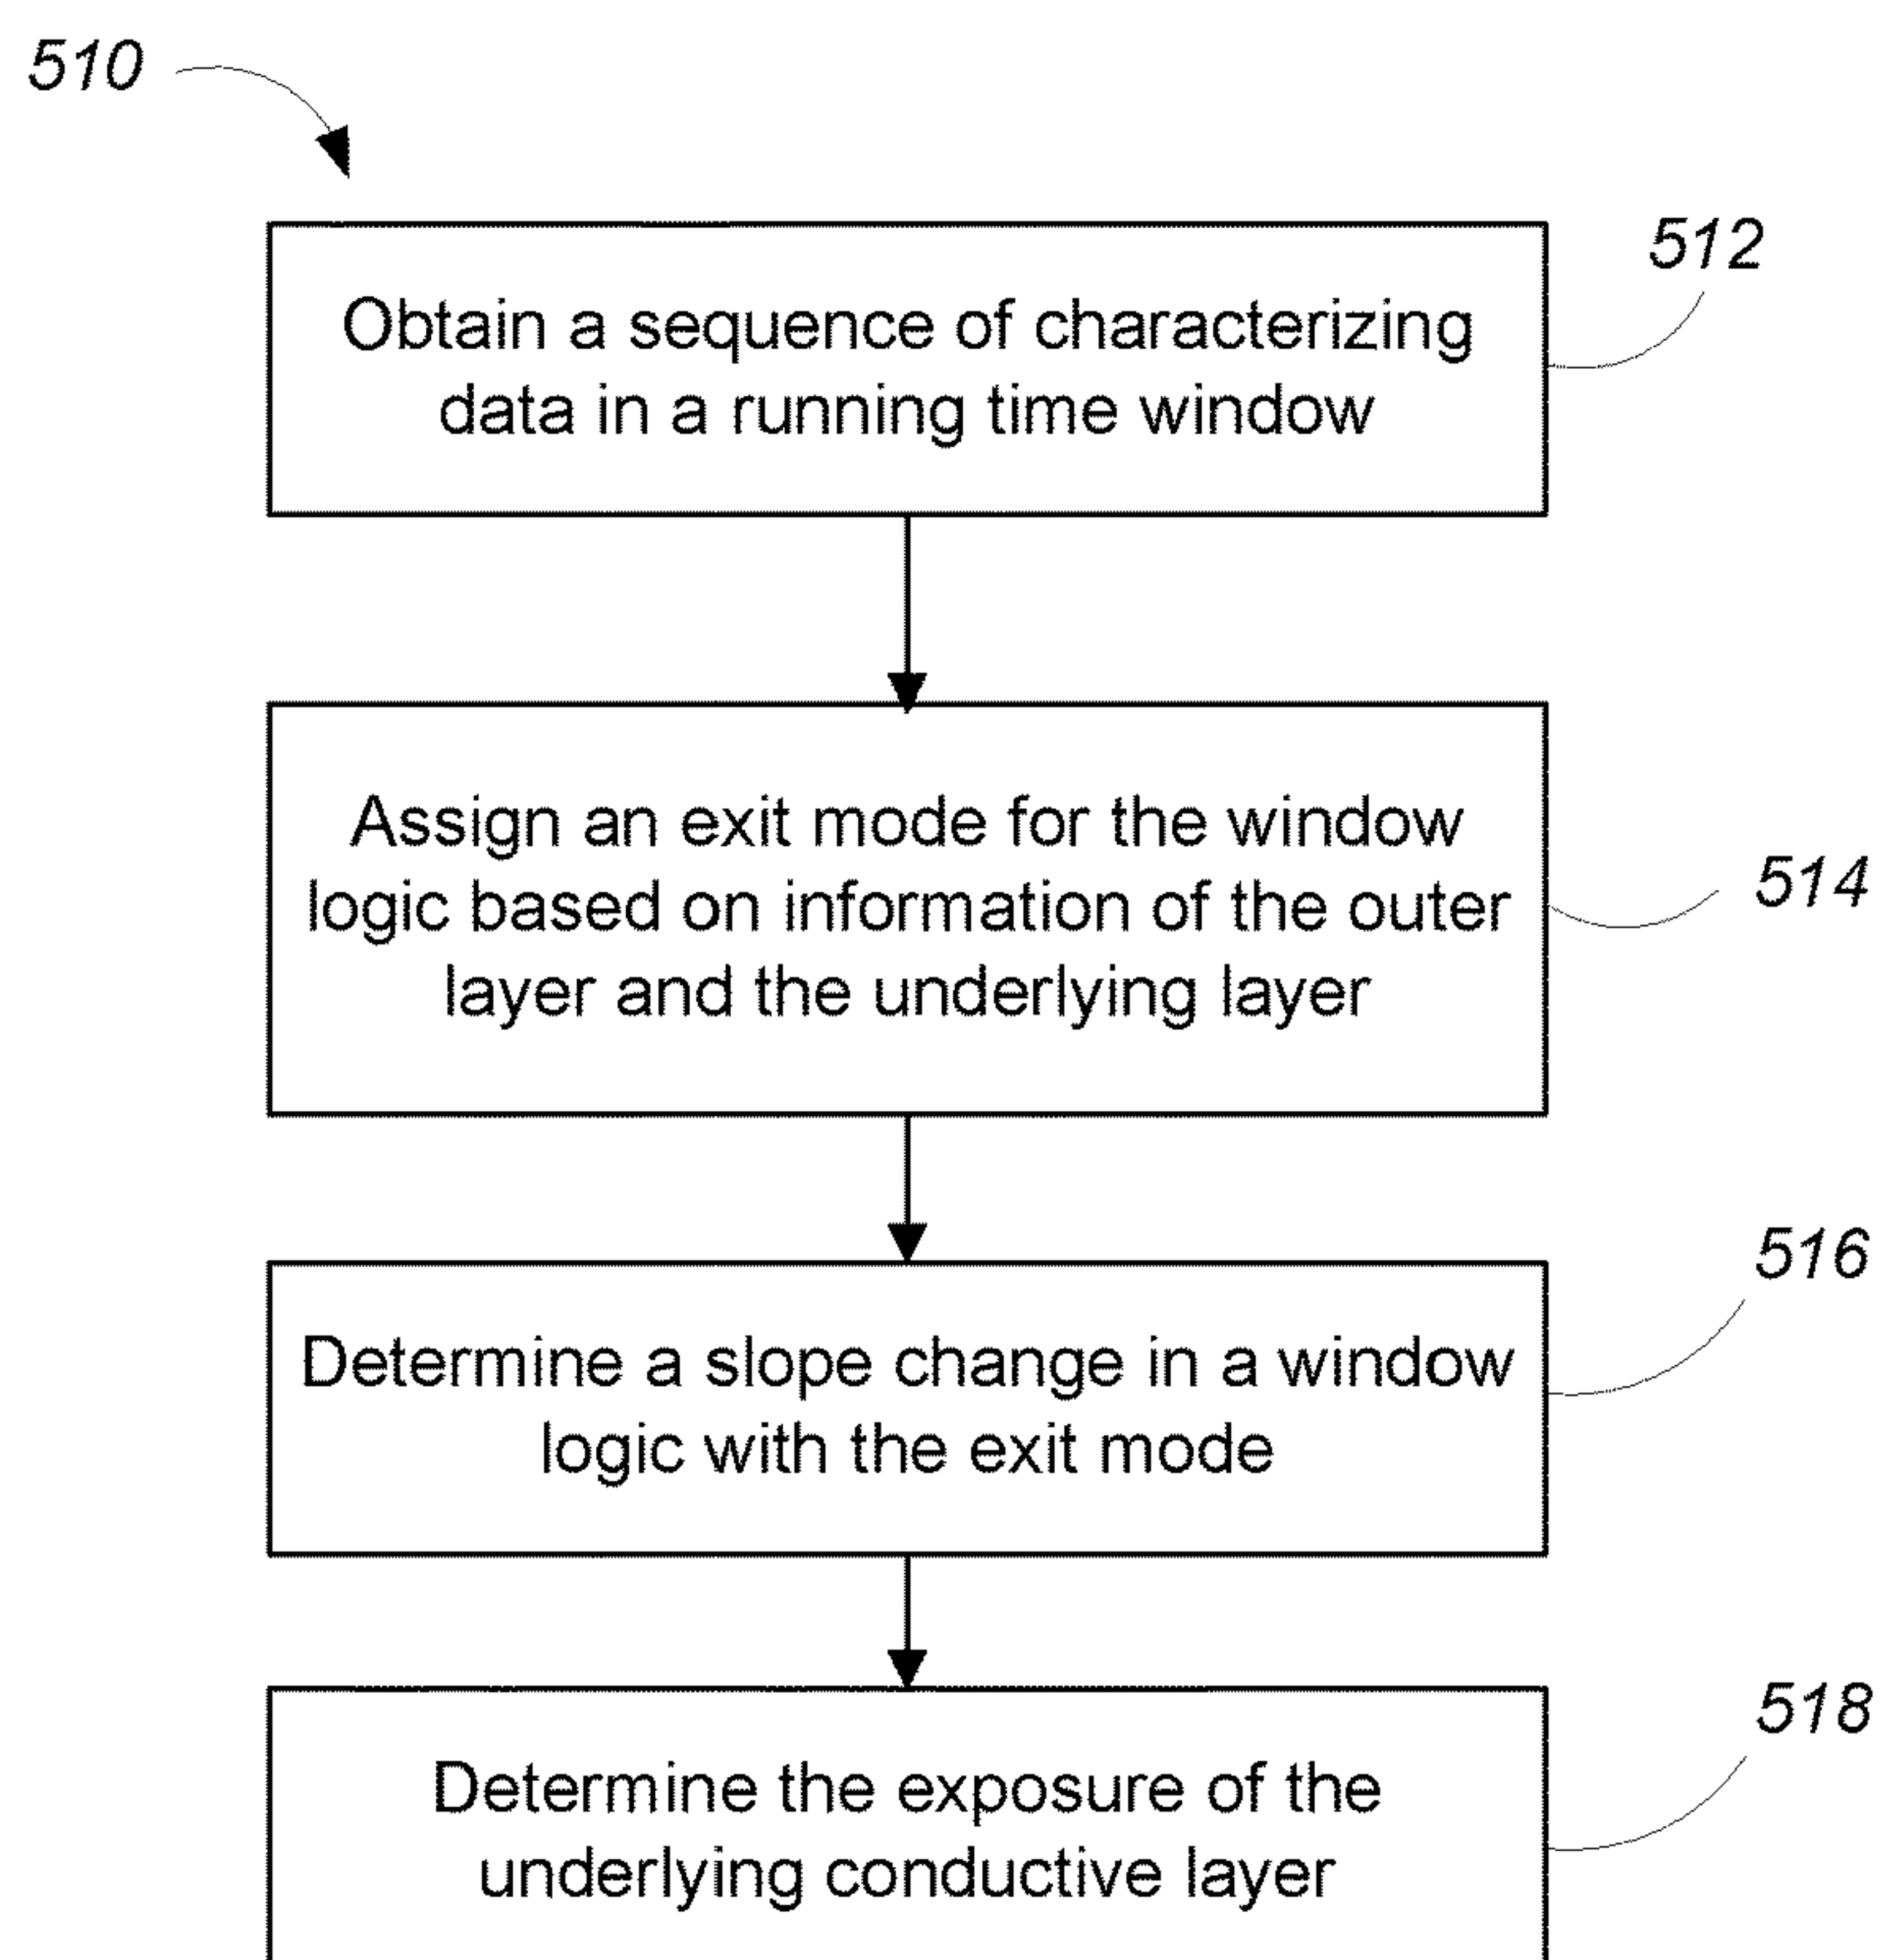 510
512
Obtain a sequence of characterizing
data in a running time window
Assign an exit mode for the window
logic based on information of the outer
layer and the underlying layer
514
516
Determine a slope change in a window
logic with the exit mode
518
Determine the exposure of the
underlying conductive layer